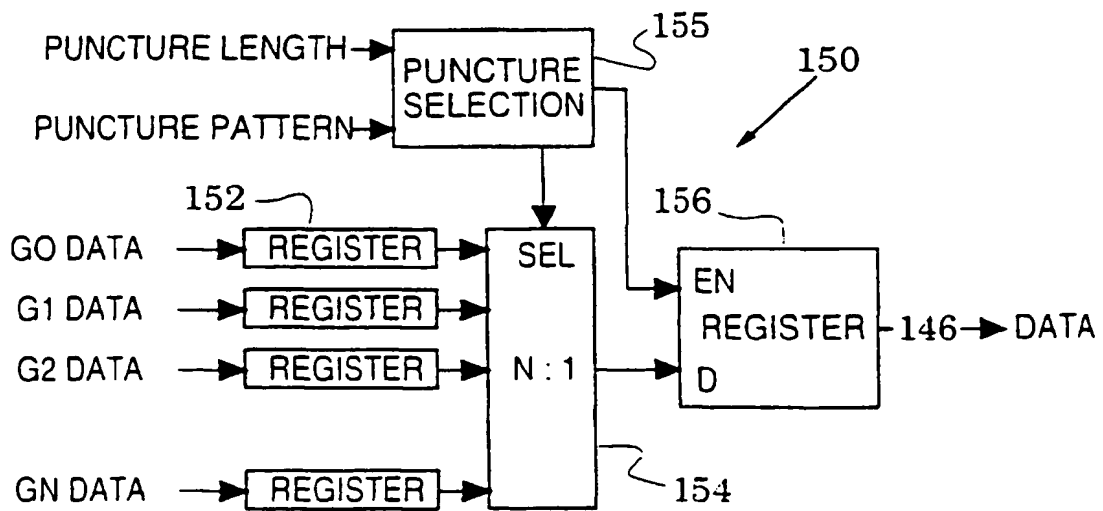 PUNCTURE LENGTH
PUNCTURE PATTERN
PUNCTURE
SELECTION
155
150
152
156
GO DATA
REGISTER
G1 DATA
REGISTER
G2 DATA
REGISTER
GN DATA
REGISTER
SEL
N : 1
154
EN
REGISTER
D
146
DATA